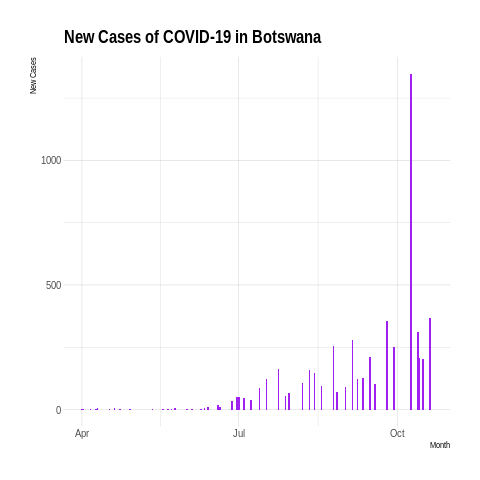 New Cases of COVID-19 in Botswana
New Cases
1000
500
0
Apr Jul Oct
Month